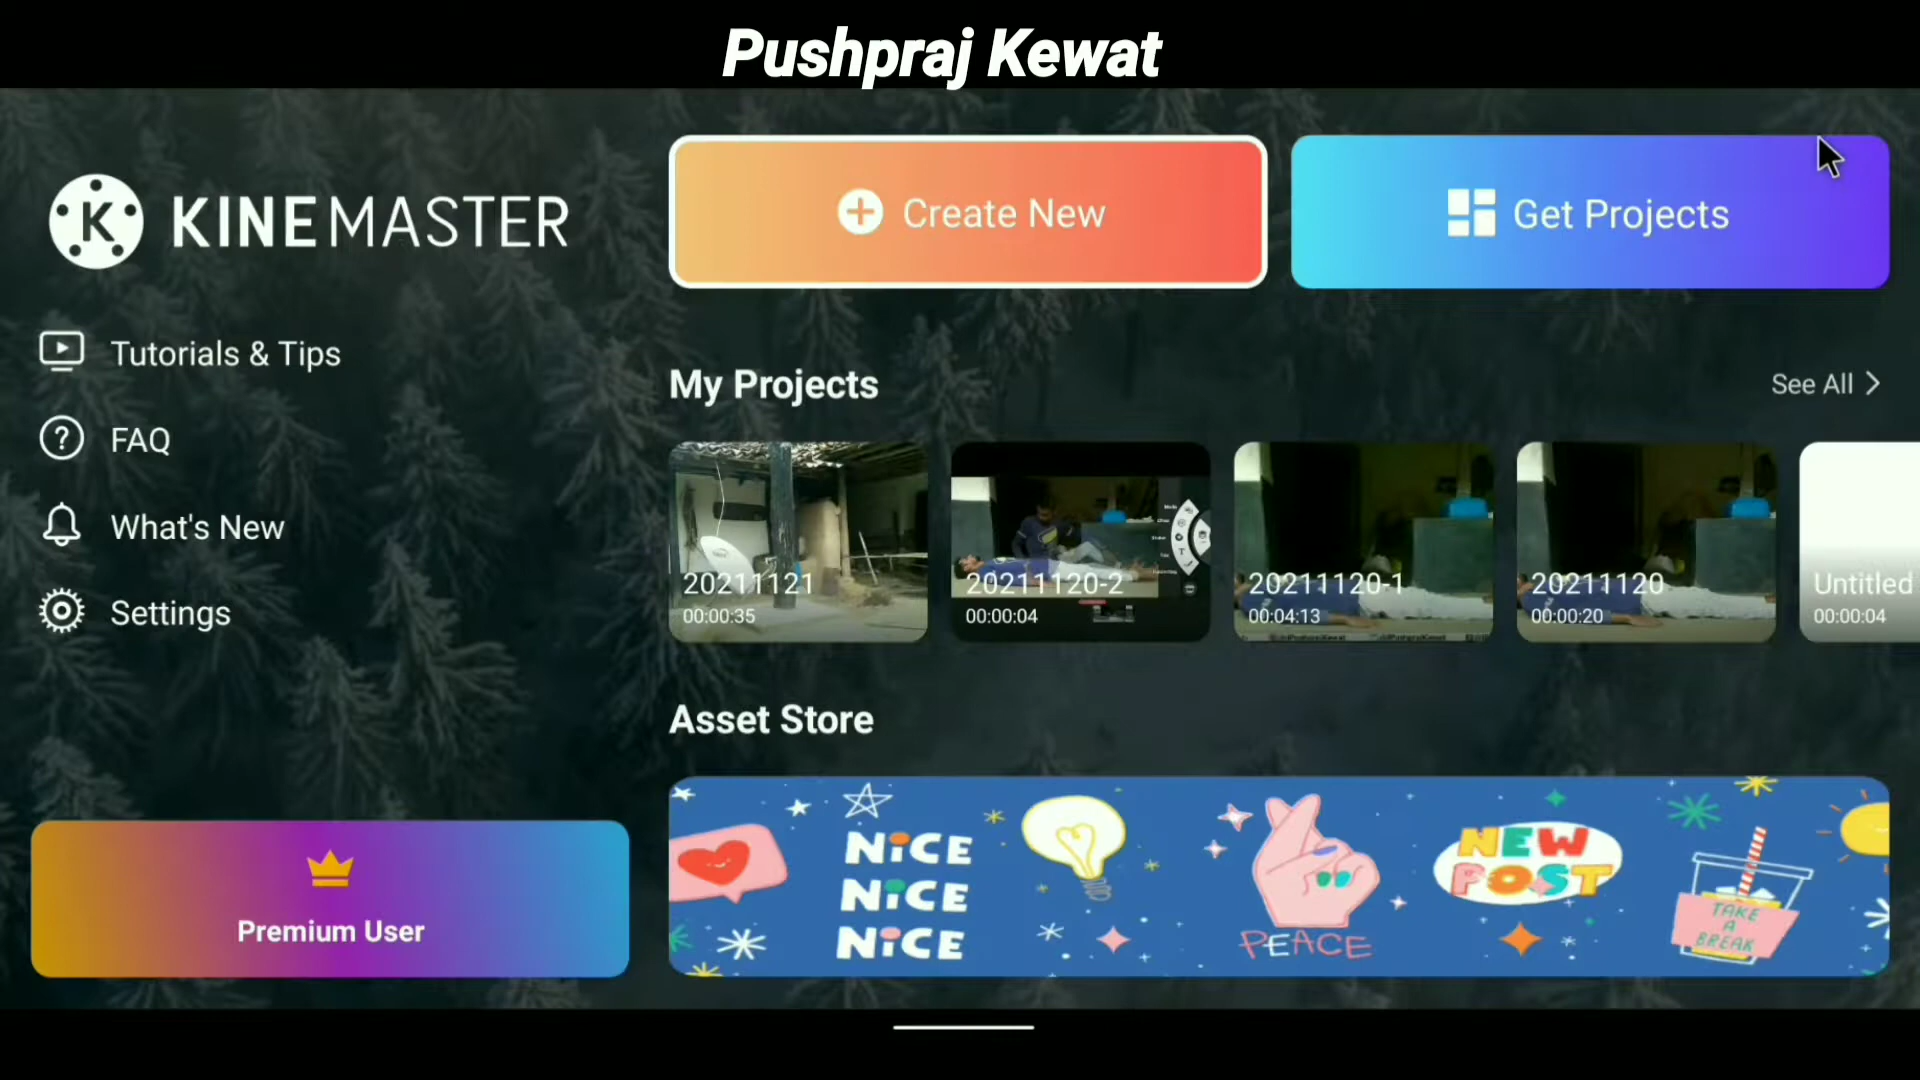 Pushpraj Kewat
K KINEMASTER
Create New
Get Projects
Tutorials & Tips
FAQ
What's New
Settings
Premium User
My Projects
See All
20211121
00:00:35
20211120-2
00:00:04
20211120-1
00:04:13
20211120
00:00:20
Untitled
00:00:04
Asset Store
NiCE
NiCE
NiCE
PEACE
NEW
POST
TAKE
A
BREAK